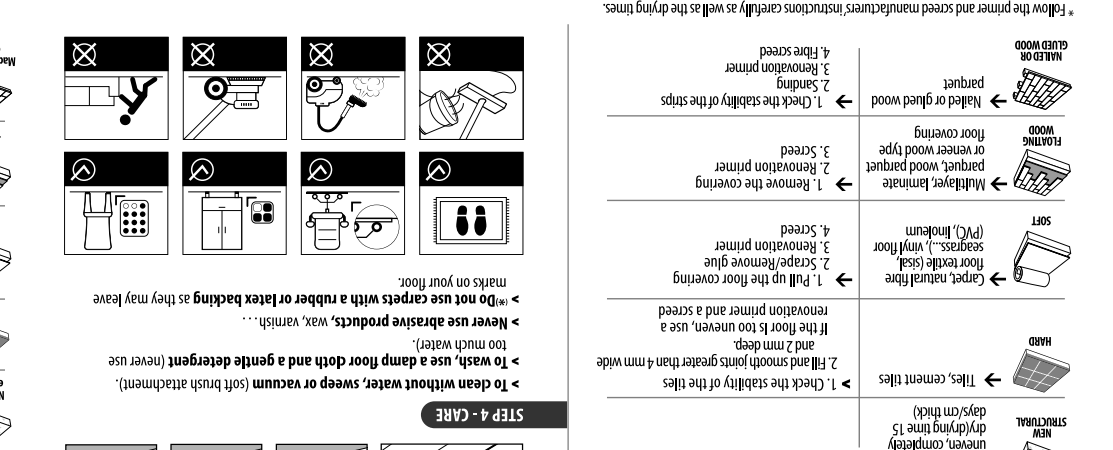 uneven, completely
NEW
STRUCTURAL
dry(drying time 15
days/cm thick)
HARD
→ Tiles, cement tiles
> 1. Check the stability of the tiles
2. Fill and smooth joints greater than 4 mm wide
and 2 mm deep.
If the floor Is too uneven, use a
renovation primer and a screed
SOFT
→ Carpet, natural fibre
floor textile (sisal,
seagrass...), vinyl floor
(PVC), linoleum
→ 1. Pull up the floor covering
2. Scrape/Remove glue
3. Renovation primer
4. Screed
FLOATING
WOOD
→ Multilayer, laminate
parquet, wood parquet
or veneer wood type
floor covering
→ 1. Remove the covering
2. Renovation primer
3. Screed
NAILED OR
GLUED WOOD
→ Nailed or glued wood
parquet
→ 1. Check the stability of the strips
2. Sanding
3. Renovation primer
4. Fibre screed
* Follow the primer and screed manufacturers' instructions carefully as well as the drying times.
STEP 4 - CARE
> To clean without water, sweep or vacuum (soft brush attachment).
> To wash, use a damp floor cloth and a gentle detergent (never use
too much water).
> Never use abrasive products, wax, varnish...
> (*)Do not use carpets with a rubber or latex backing as they may leave
marks on your floor.